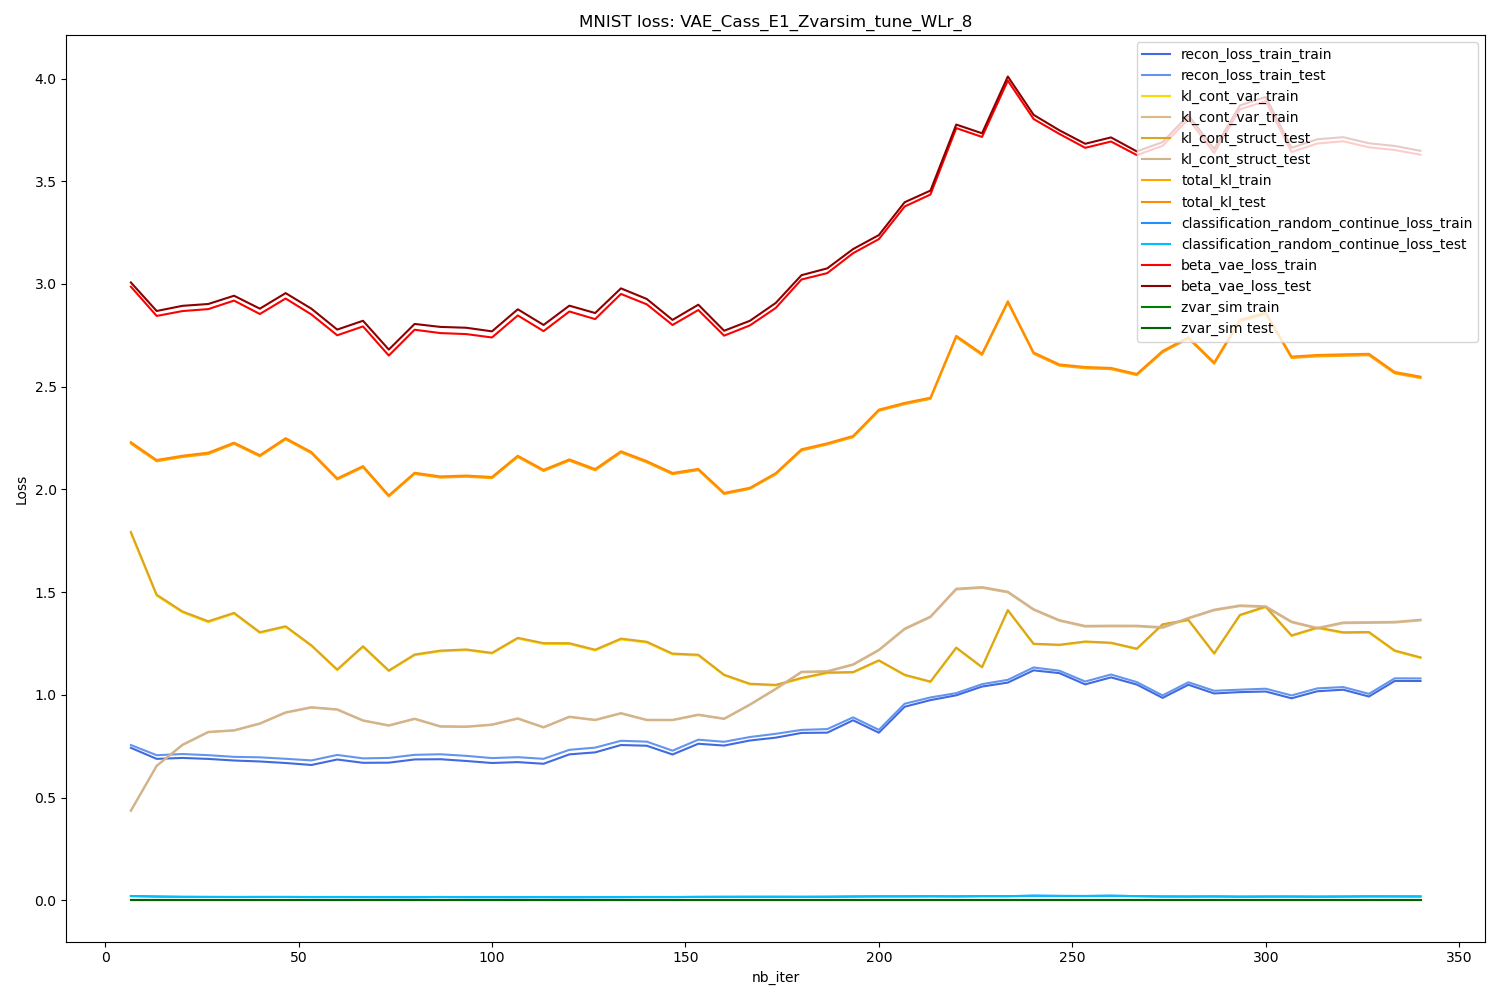 MNIST loss: VAE_Cass_E1_Zvarsim_tune_WLr_8
recon_loss_train_train
recon_loss_train_test
kl_cont_var_train
kl_cont_var_train
kl_cont_struct_test
kl_cont_struct_test
total_kl_train
total_kl_test
classification_random_continue_loss_train
classification_random_continue_loss_test
beta_vae_loss_train
beta_vae_loss_test
zvar_sim train
zvar_sim test
4.0
3.5
3.0
2.5
2.0
1.5
1.0
0.5
0.0
Loss
0 50 100 150 200 250 300 350
nb_iter